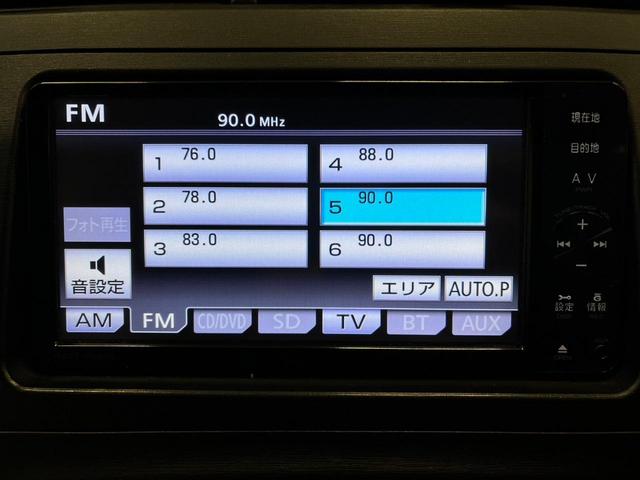 FM
90.0 MHz
1 76.0
4 88.0
2 78.0
5 90.0
3 83.0
6 90.0
フォト再生
音設定
エリア
AUTO.P
AM
FM
CD/DVD
SD
TV
BT
AUX
現在地
目的地
AV
+
−
設定
情報